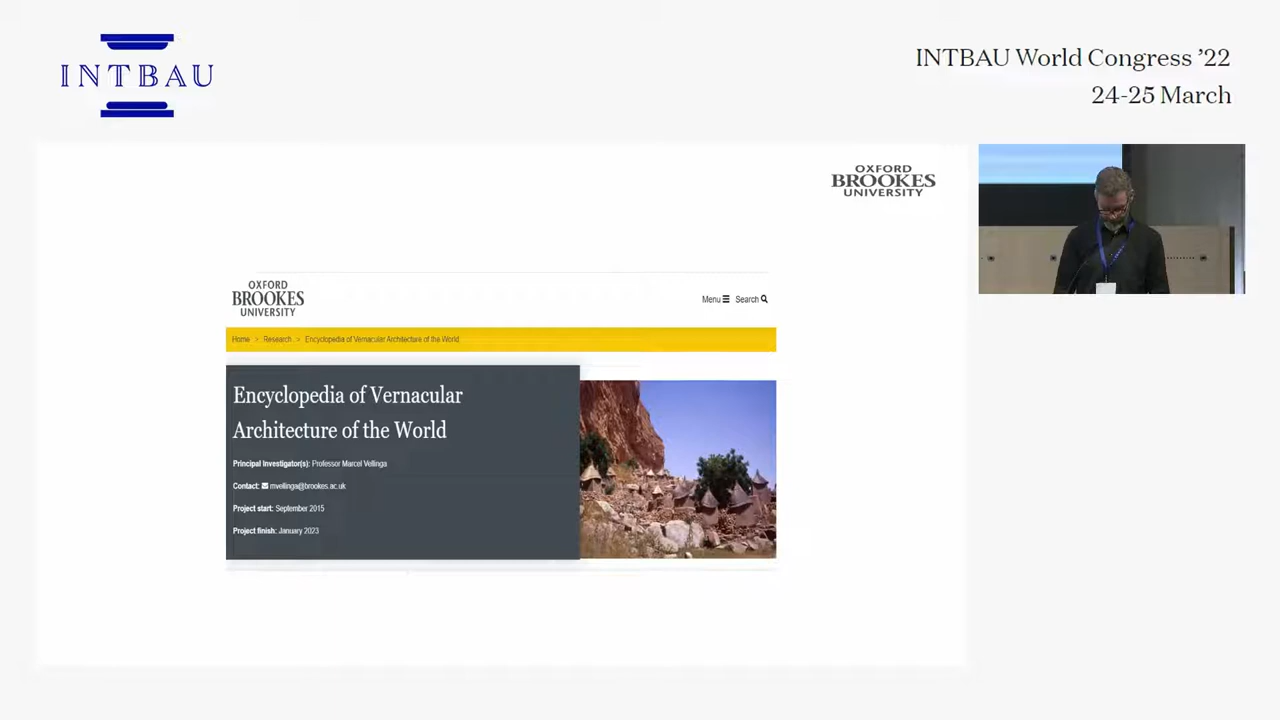 INTBAU
INTBAU World Congress ’22
24-25 March
OXFORD
BROOKES
UNIVERSITY
OXFORD
BROOKES
UNIVERSITY
Menu
Search
Home > Research > Encyclopedia of Vernacular Architecture of the World
Encyclopedia of Vernacular
Architecture of the World
Principal Investigator(s): Professor Marcel Vellinga
Contact: mvellinga@brookes.ac.uk
Project start: September 2015
Project finish: January 2023